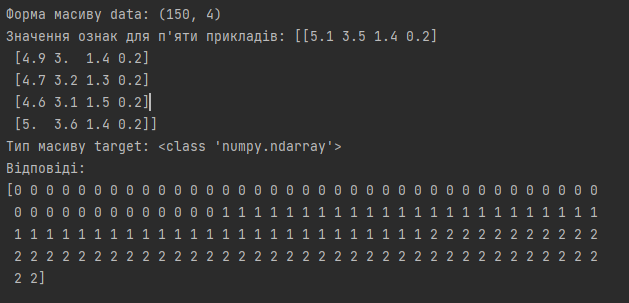 Форма масиву data: (150, 4)
Значення ознак для п'яти прикладів: [[5.1 3.5 1.4 0.2]
 [4.9 3.  1.4 0.2]
 [4.7 3.2 1.3 0.2]
 [4.6 3.1 1.5 0.2]
 [5.  3.6 1.4 0.2]]
Тип масиву target: <class 'numpy.ndarray'>
Відповіді:
[0 0 0 0 0 0 0 0 0 0 0 0 0 0 0 0 0 0 0 0 0 0 0 0 0 0 0 0 0 0 0 0 0 0 0 0 0
 0 0 0 0 0 0 0 0 0 0 0 0 0 1 1 1 1 1 1 1 1 1 1 1 1 1 1 1 1 1 1 1 1 1 1 1 1
 1 1 1 1 1 1 1 1 1 1 1 1 1 1 1 1 1 1 1 1 1 1 1 1 1 1 2 2 2 2 2 2 2 2 2 2 2
 2 2 2 2 2 2 2 2 2 2 2 2 2 2 2 2 2 2 2 2 2 2 2 2 2 2 2 2 2 2 2 2 2 2 2 2 2
 2 2]